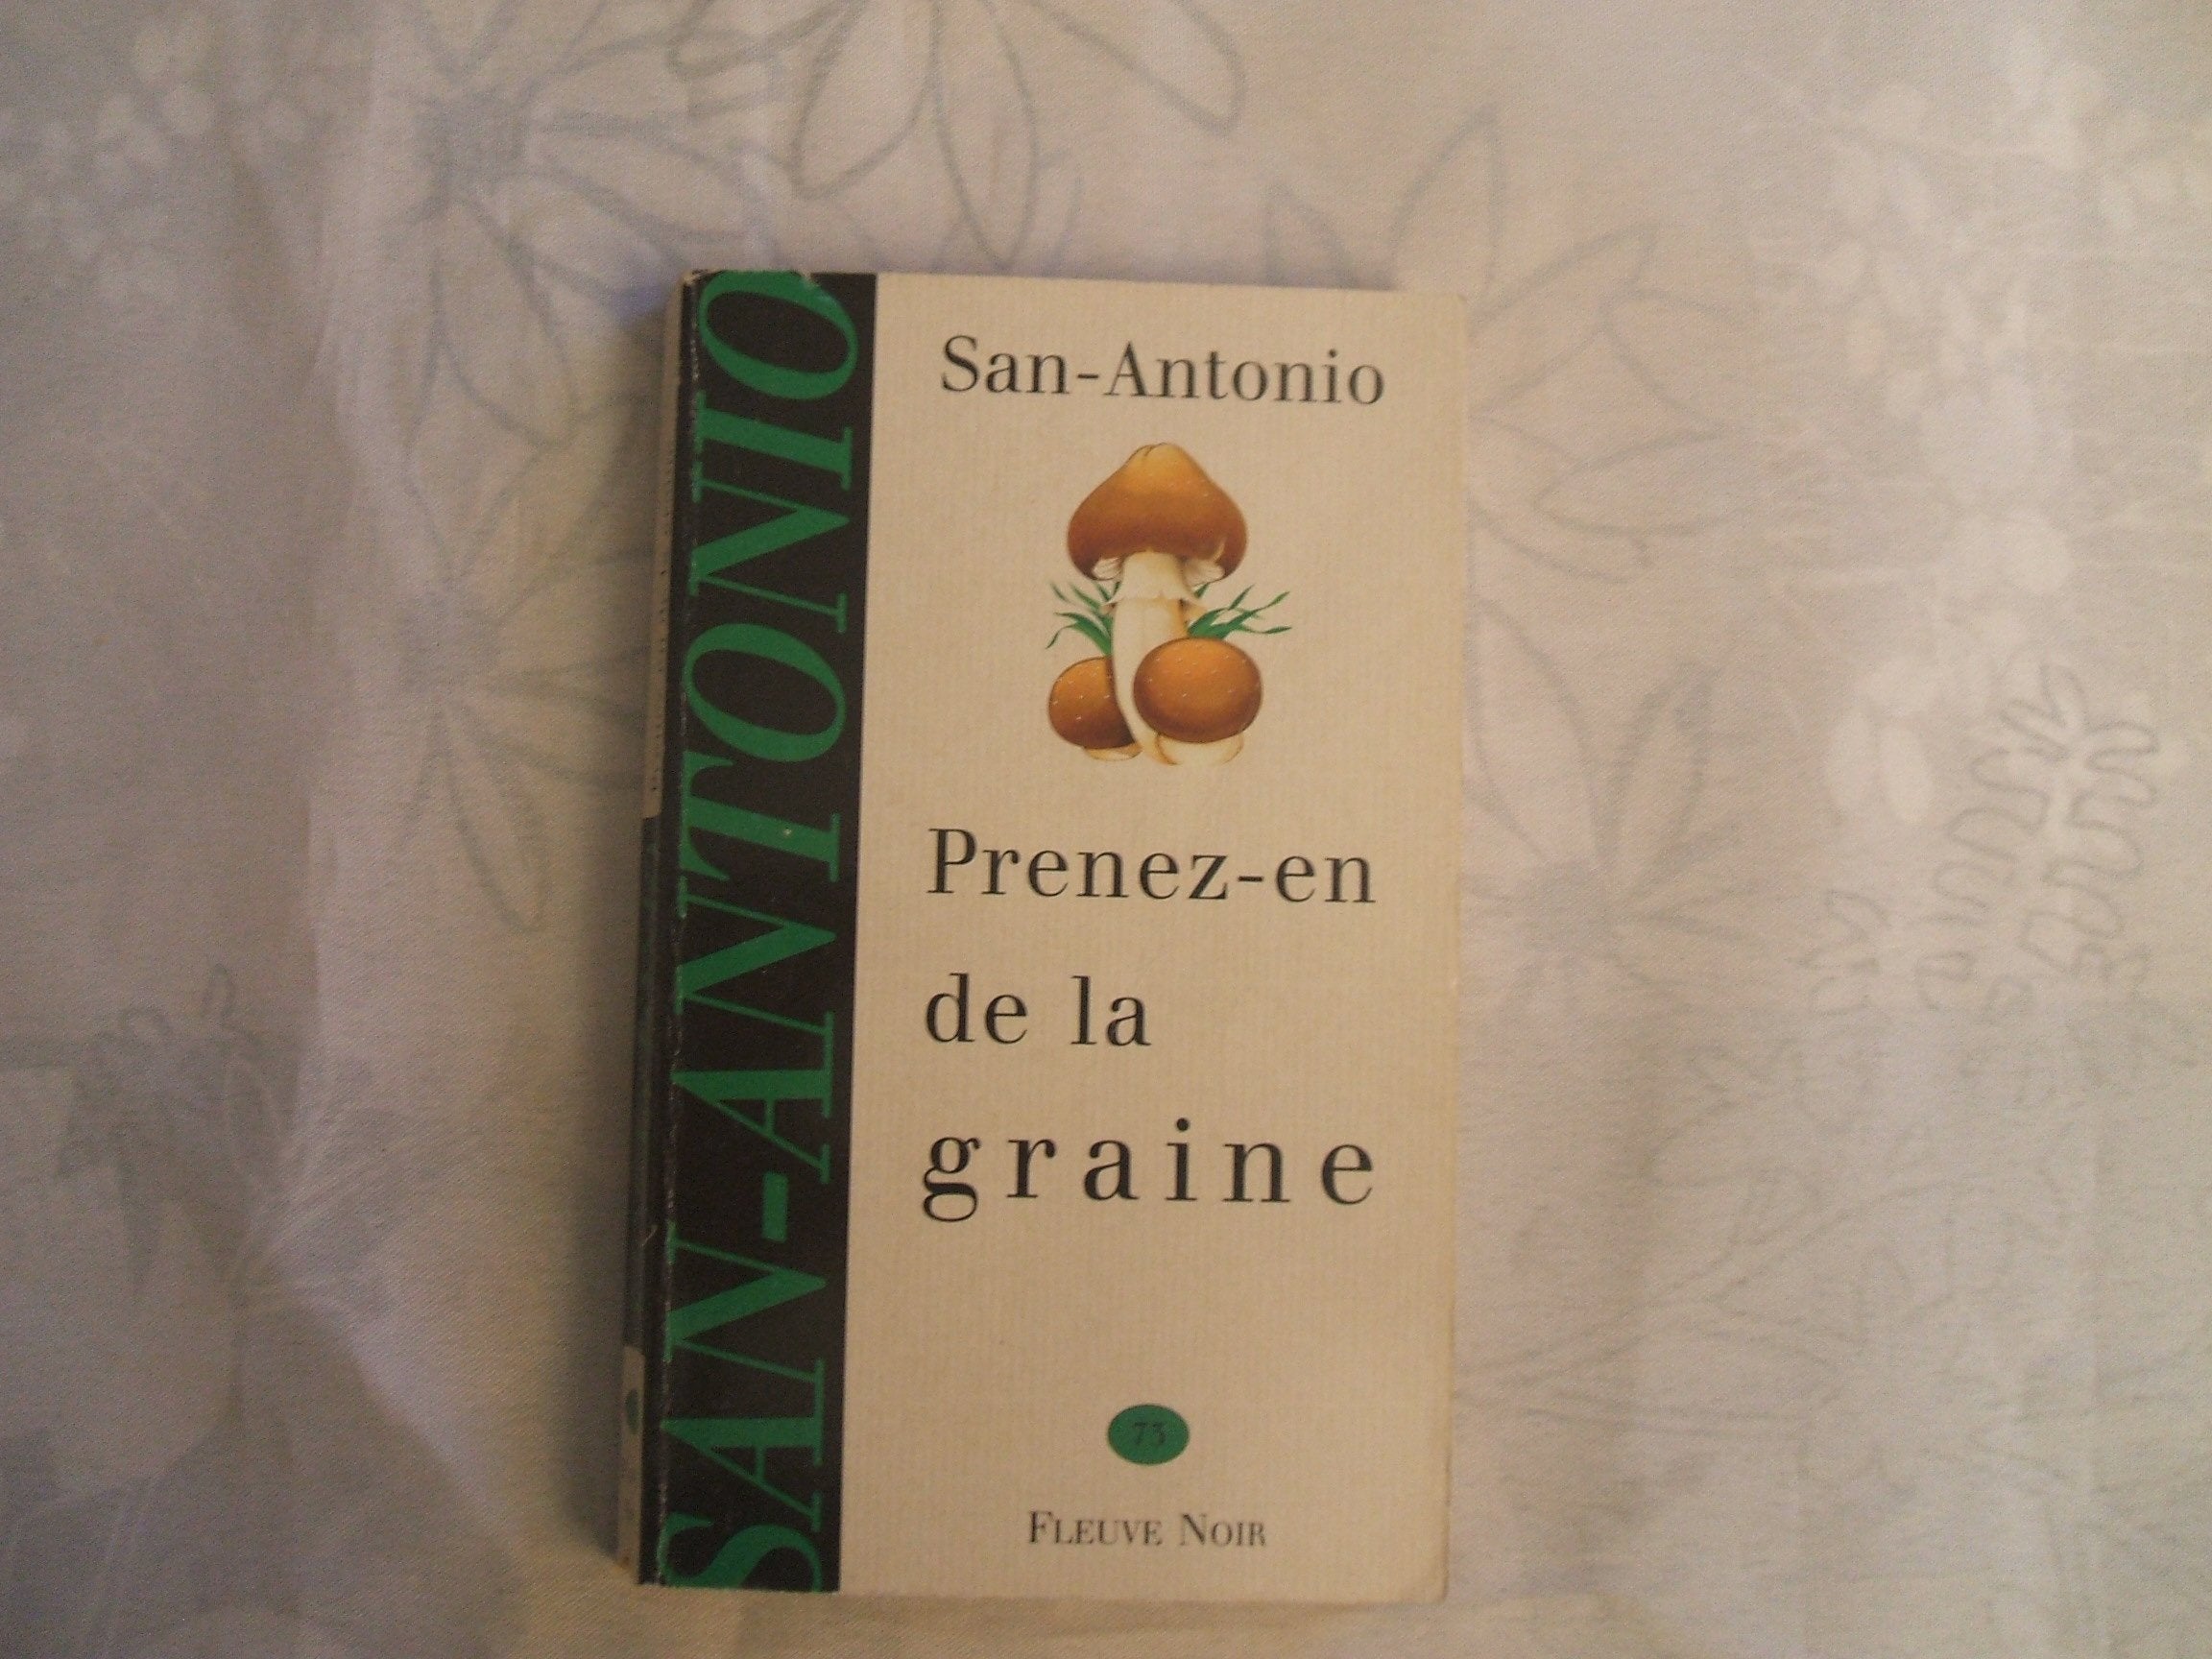 SAN-ANTONIO
San-Antonio
Prenez-en
de la
graine
73
FLEUVE NOIR